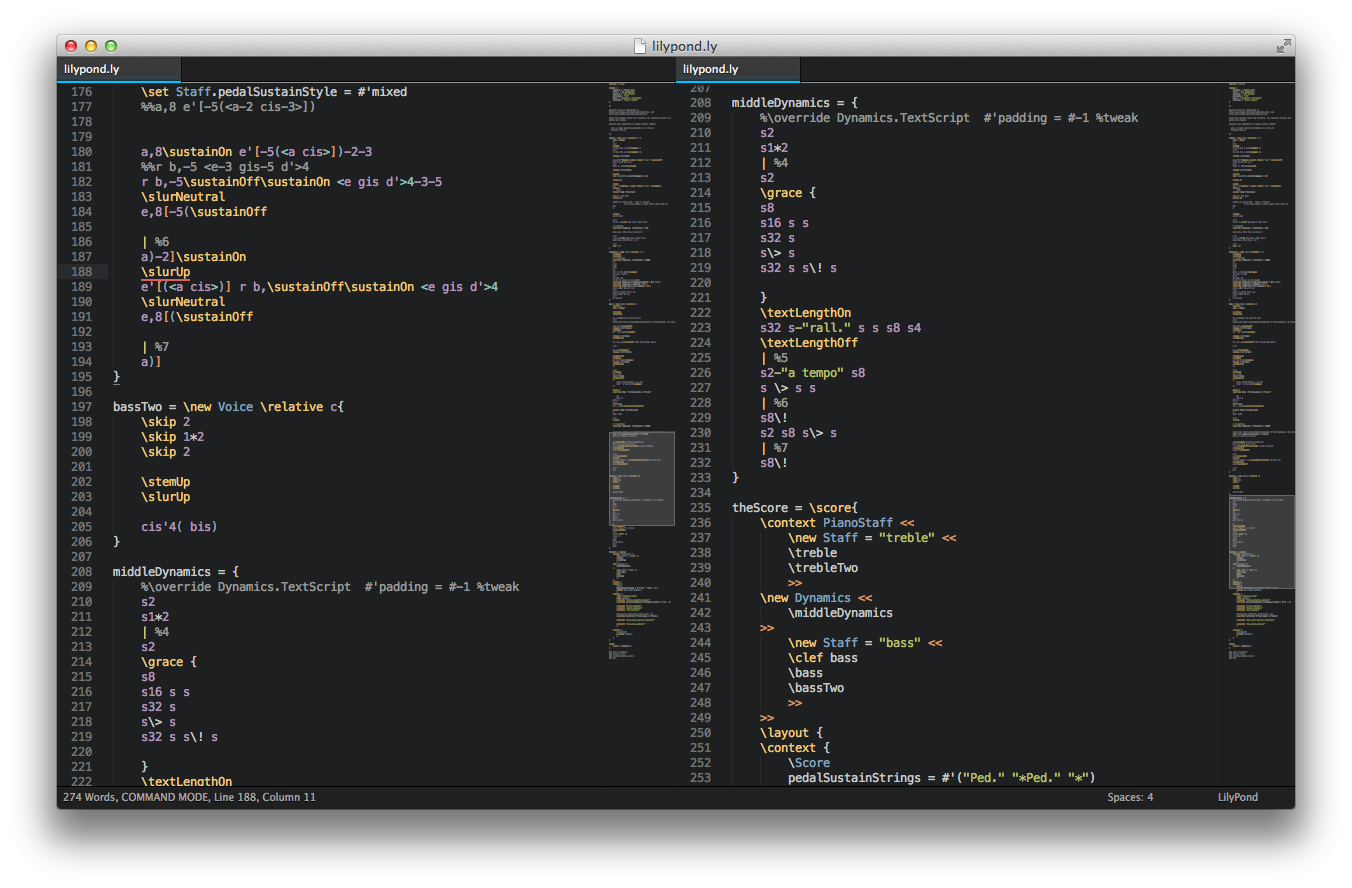 lilypond.ly
lilypond.ly
176 \set Staff.pedalSustainStyle = #'mixed
177 %%a,8 e'[-5(<a-2 cis-3>])
178
179
180 a,8\sustainOn e'[-5(<a cis>])-2-3
181 %%r b,-5 <e-3 gis-5 d'>4
182 r b,-5\sustainOff\sustainOn <e gis d'>4-3-5
183 \slurNeutral
184 e,8[-5(\sustainOff
185
186 | %6
187 a)-2]\sustainOn
188 \slurUp
189 e'[(<a cis>)] r b,\sustainOff\sustainOn <e gis d'>4
190 \slurNeutral
191 e,8[(\sustainOff
192
193 | %7
194 a)]
195 }
196
197 bassTwo = \new Voice \relative c{
198 \skip 2
199 \skip 1*2
200 \skip 2
201
202 \stemUp
203 \slurUp
204
205 cis'4( bis)
206 }
207
208 middleDynamics = {
209 %\override Dynamics.TextScript  #'padding = #-1 %tweak
210 s2
211 s1*2
212 | %4
213 s2
214 \grace {
215 s8
216 s16 s s
217 s32 s
218 s\> s
219 s32 s s\! s
220
221 }
222 \textLengthOn
lilypond.ly
207
208 middleDynamics = {
209 %\override Dynamics.TextScript  #'padding = #-1 %tweak
210 s2
211 s1*2
212 | %4
213 s2
214 \grace {
215 s8
216 s16 s s
217 s32 s
218 s\> s
219 s32 s s\! s
220
221 }
222 \textLengthOn
223 s32 s-"rall." s s s8 s4
224 \textLengthOff
225 | %5
226 s2-"a tempo" s8
227 s \> s s
228 | %6
229 s8\!
230 s2 s8 s\> s
231 | %7
232 s8\!
233 }
234
235 theScore = \score{
236 \context PianoStaff <<
237 \new Staff = "treble" <<
238 \treble
239 \trebleTwo
240 >>
241 \new Dynamics <<
242 \middleDynamics
243 >>
244 \new Staff = "bass" <<
245 \clef bass
246 \bass
247 \bassTwo
248 >>
249 >>
250 \layout {
251 \context {
252 \Score
253 pedalSustainStrings = #'("Ped." "*Ped." "*")
274 Words, COMMAND MODE, Line 188, Column 11
Spaces: 4
LilyPond